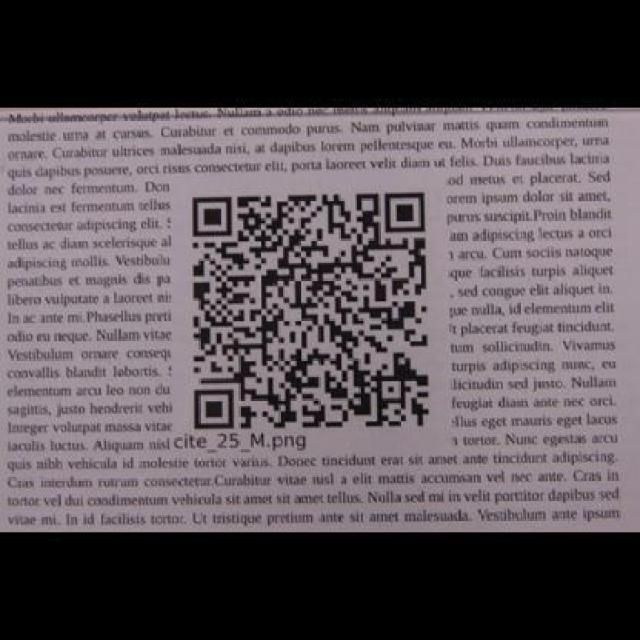 Morbi ullamcorper volutpat lectus. Nullam a odio nec
molestie urna at cursus. Curabitur et commodo purus. Nam pulvinar mattis quam condimentum
ornare. Curabitur ultrices malesuada nisi, at dapibus lorem pellentesque eu. Morbi ullamcorper, urna
quis dapibus posuere, orci risus consectetur elit, porta laoreet velit diam ut felis. Duis faucibus lacinia
dolor nec fermentum. Don od metus et placerat. Sed
lacinia est fermentum tellus orem ipsum dolor sit amet,
consectetur adipiscing elit. purus suscipit.Proin blandit
tellus ac diam scelerisque al am adipiscing lectus a orci
adipiscing mollis. Vestibulu arcu. Cum sociis natoque
penatibus et magnis dis pa que facilisis turpis aliquet
libero vulputate a laoreet ni , sed congue elit aliquet in.
In ac ante mi.Phasellus preti ue nulla, id elementum elit
odio eu neque. Nullam vitae t placerat feugiat tincidunt.
Vestibulum ornare consequ tum sollicitudin. Vivamus
convallis blandit lobortis. turpis adipiscing nunc, eu
elementum arcu leo non du licitudin sed justo. Nullam
sagittis, justo hendrerit vehi feugiat diam ante nec orci.
Integer volutpat massa vitae llus eget mauris eget lacus
iaculis luctus. Aliquam nisl cite_25_M.png tortor. Nunc egestas arcu
quis nibh vehicula id molestie tortor varius. Donec tincidunt erat sit amet ante tincidunt adipiscing.
Cras interdum rutrum consectetur.Curabitur vitae nisl a elit mattis accumsan vel nec ante. Cras in
tortor vel dui condimentum vehicula sit amet sit amet tellus. Nulla sed mi in velit porttitor dapibus sed
vitae mi. In id facilisis tortor. Ut tristique pretium ante sit amet malesuada. Vestibulum ante ipsum